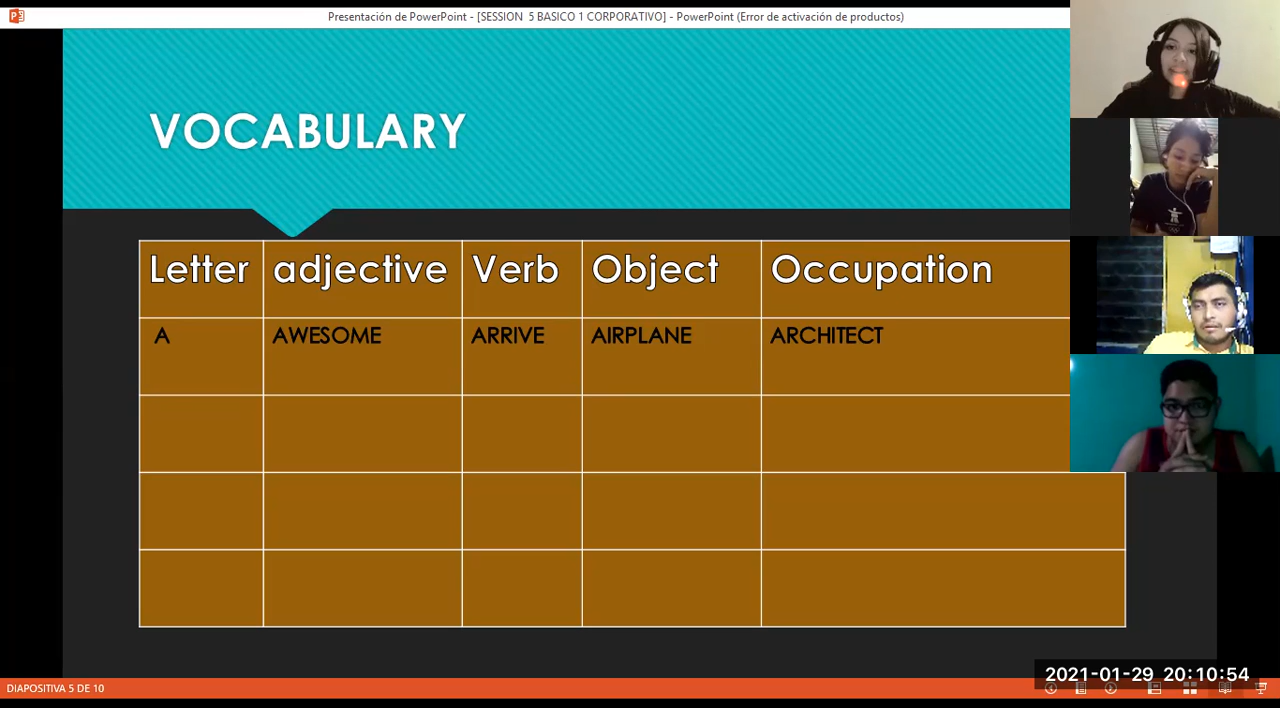 Presentación de PowerPoint - [SESSION  5 BASICO 1 CORPORATIVO] - PowerPoint (Error de activación de productos)
VOCABULARY
Letter adjective Verb Object Occupation
A AWESOME ARRIVE AIRPLANE ARCHITECT
2021-01-29 20:10:54
DIAPOSITIVA 5 DE 10